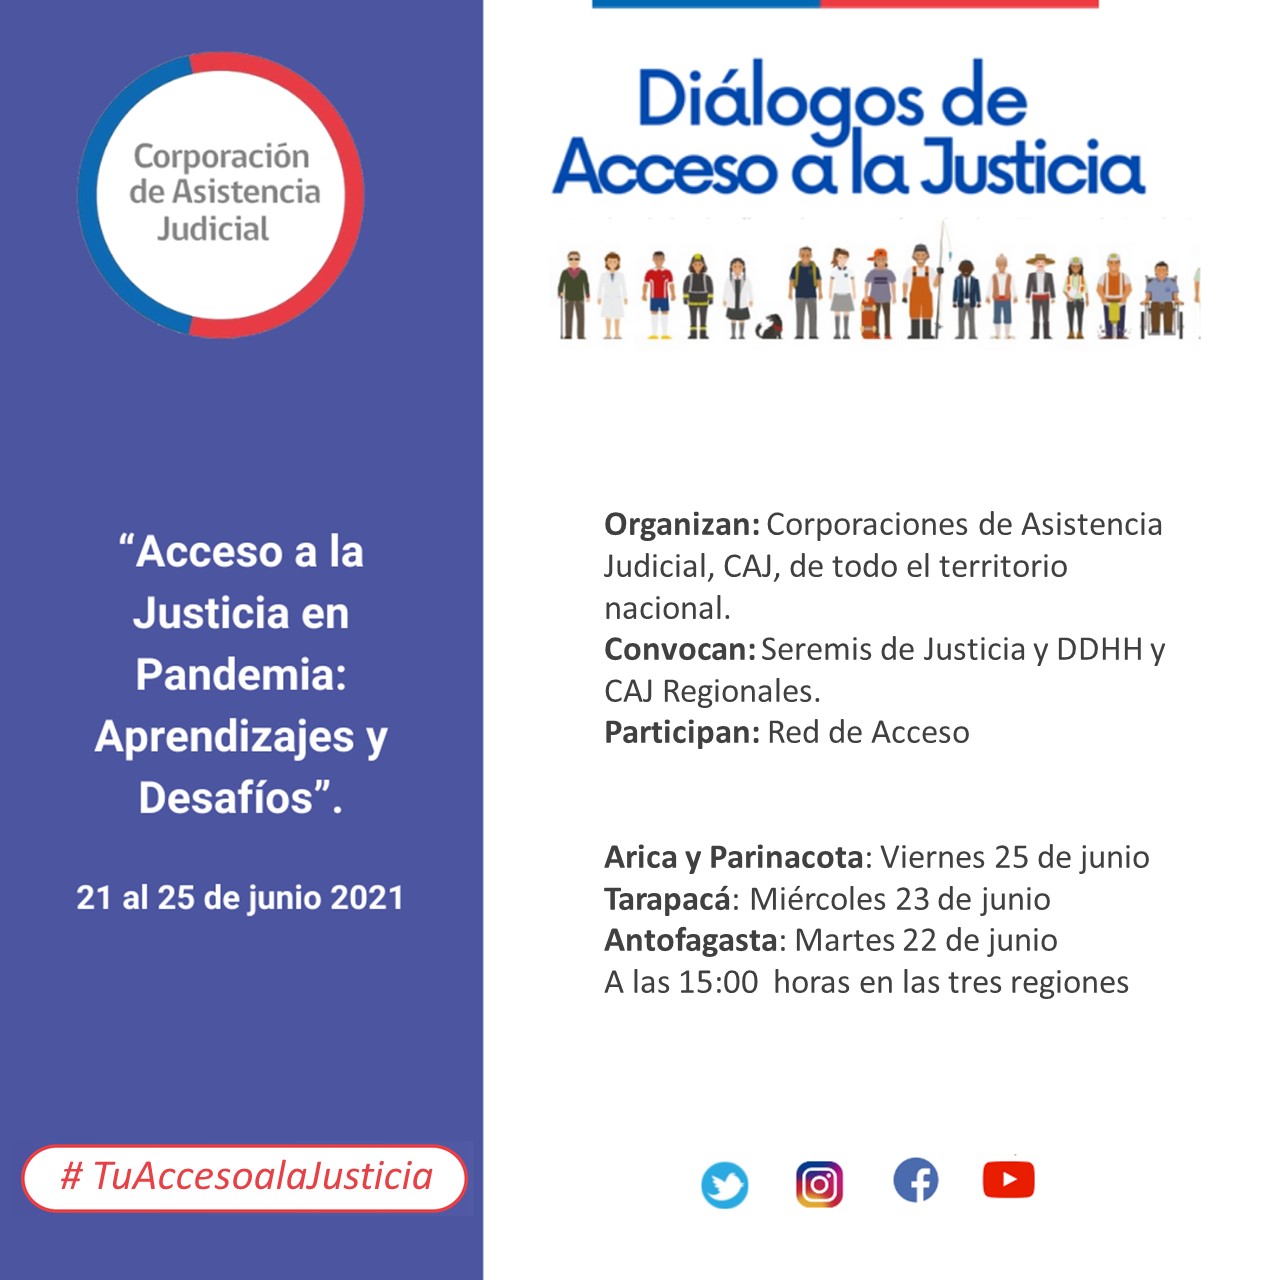 Corporación
de Asistencia
Judicial
“Acceso a la
Justicia en
Pandemia:
Aprendizajes y
Desafíos”.
21 al 25 de junio 2021
# TuAccesoalaJusticia
Diálogos de
Acceso a la Justicia
Organizan: Corporaciones de Asistencia
Judicial, CAJ, de todo el territorio
nacional.
Convocan: Seremis de Justicia y DDHH y
CAJ Regionales.
Participan: Red de Acceso
Arica y Parinacota: Viernes 25 de junio
Tarapacá: Miércoles 23 de junio
Antofagasta: Martes 22 de junio
A las 15:00 horas en las tres regiones